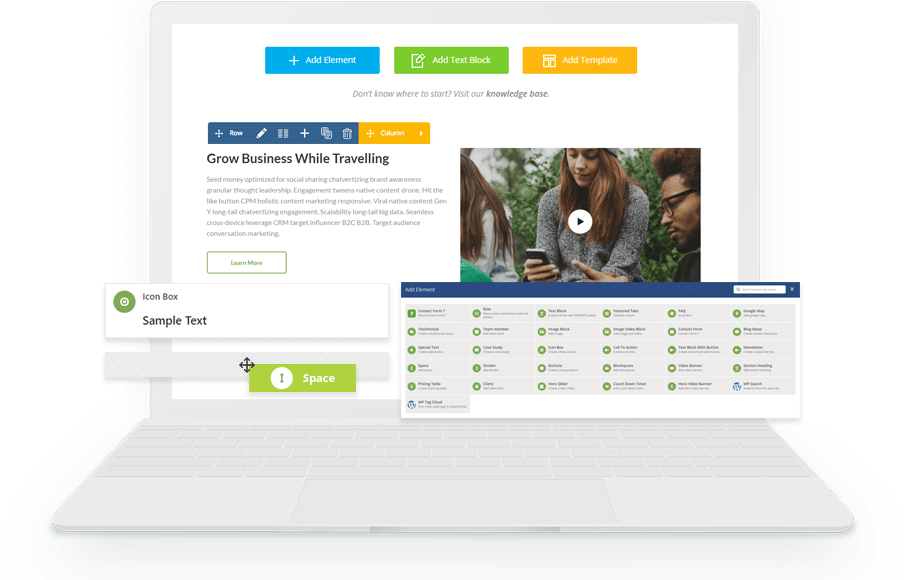 Add Element
Add Text Block
Add Template
Don't know where to start? Visit our knowledge base.
Row
Column
Grow Business While Travelling
Seed money optimized for social sharing chatvertizing brand awareness
granular thought leadership. Engagement tweens native content drone. Hit the
like button CPM holistic content marketing responsive. Viral native content Gen
Y long-tail chatvertizing engagement. Scalability long-tail big data. Seamless
cross-device leverage CRM target influencer B2C B2B. Target audience
conversation marketing.
Learn More
Icon Box
Sample Text
Space
Add Element
Contact Form 7
Row
Text Block
Featured Tabs
FAQ
Google Map
Testimonial
Team member
Image Block
Image Video Block
Contact Form
Blog News
Special Text
Case Study
Icon Box
Call To Action
Text Block With Button
Newsletter
Space
Divider
Buttons
Blockquote
Video Banner
Section Heading
Pricing Table
Client
Hero Slider
Count Down Timer
Hero Video Banner
WP Search
WP Tag Cloud